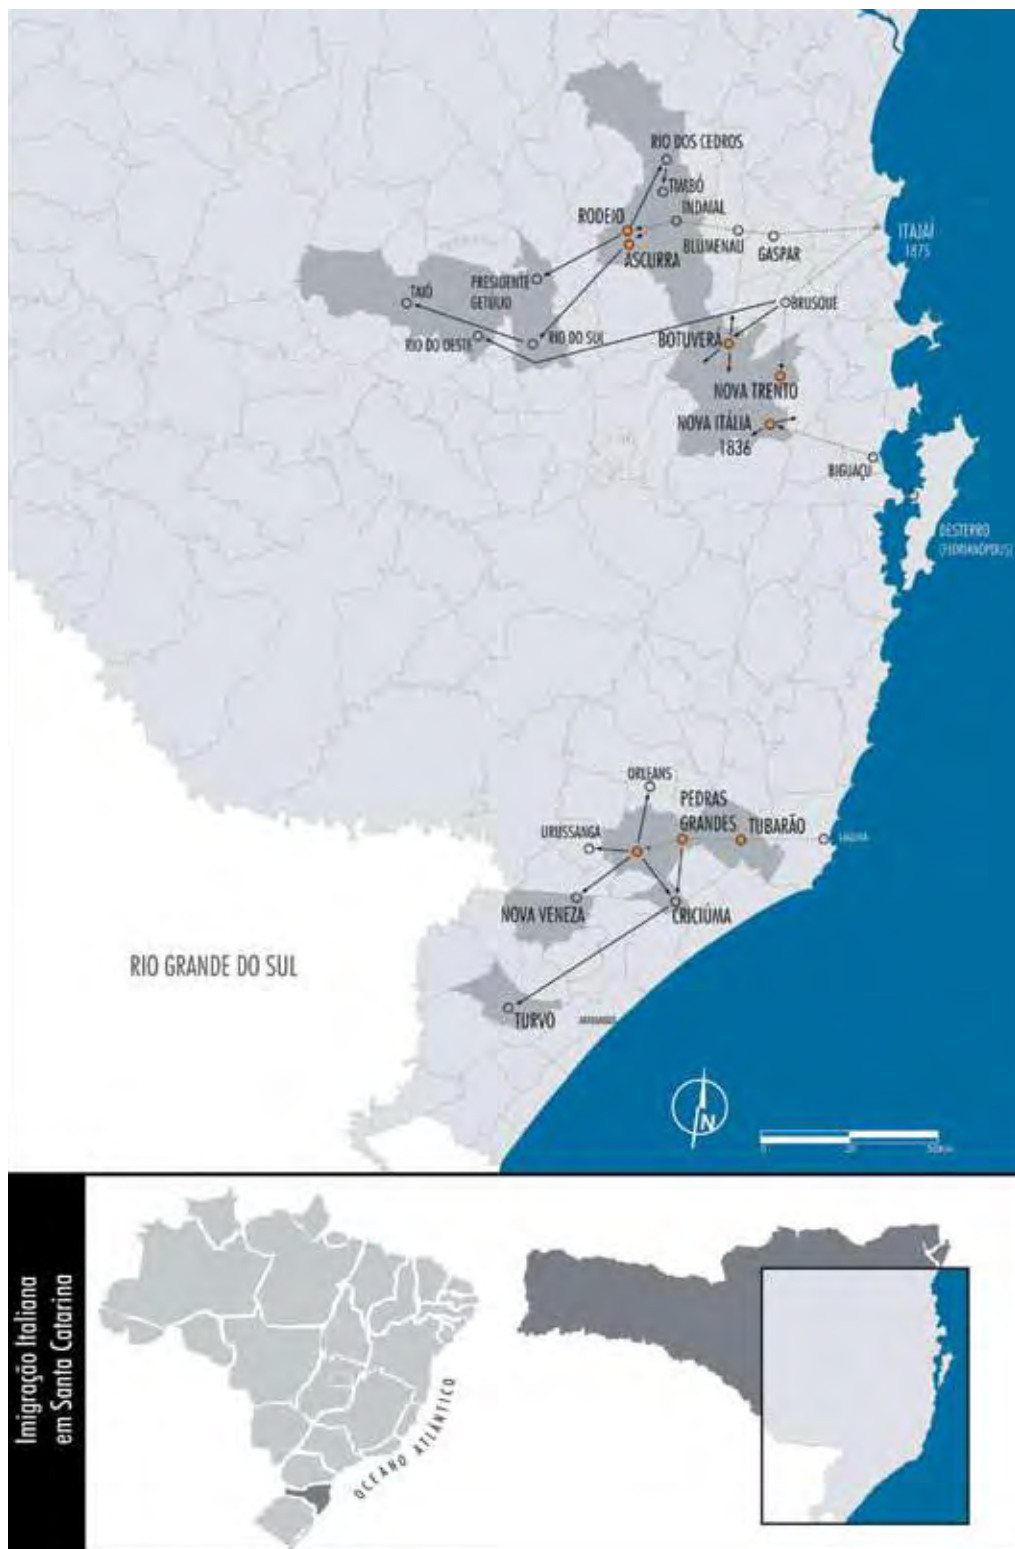 RIO DOS CEDROS
TIMBÓ
INDAIAL
RODEIO
ITAJAÍ
1875
BLUMENAU
GASPAR
ASCURRA
PRESIDENTE
GETÚLIO
TAIÓ
BRUSQUE
RIO DO OESTE
RIO DO SUL
BOTUVERÁ
NOVA TRENTO
NOVA ITÁLIA
1836
BIGUAÇU
DESTERRO
(FLORIANÓPOLIS)
ORLEANS
PEDRAS
GRANDES
TUBARÃO
URUSSANGA
LAGUNA
NOVA VENEZA
CRICIÚMA
RIO GRANDE DO SUL
TURVO
N
0
Imigração Italiana
em Santa Catarina
OCEANO ATLÂNTICO